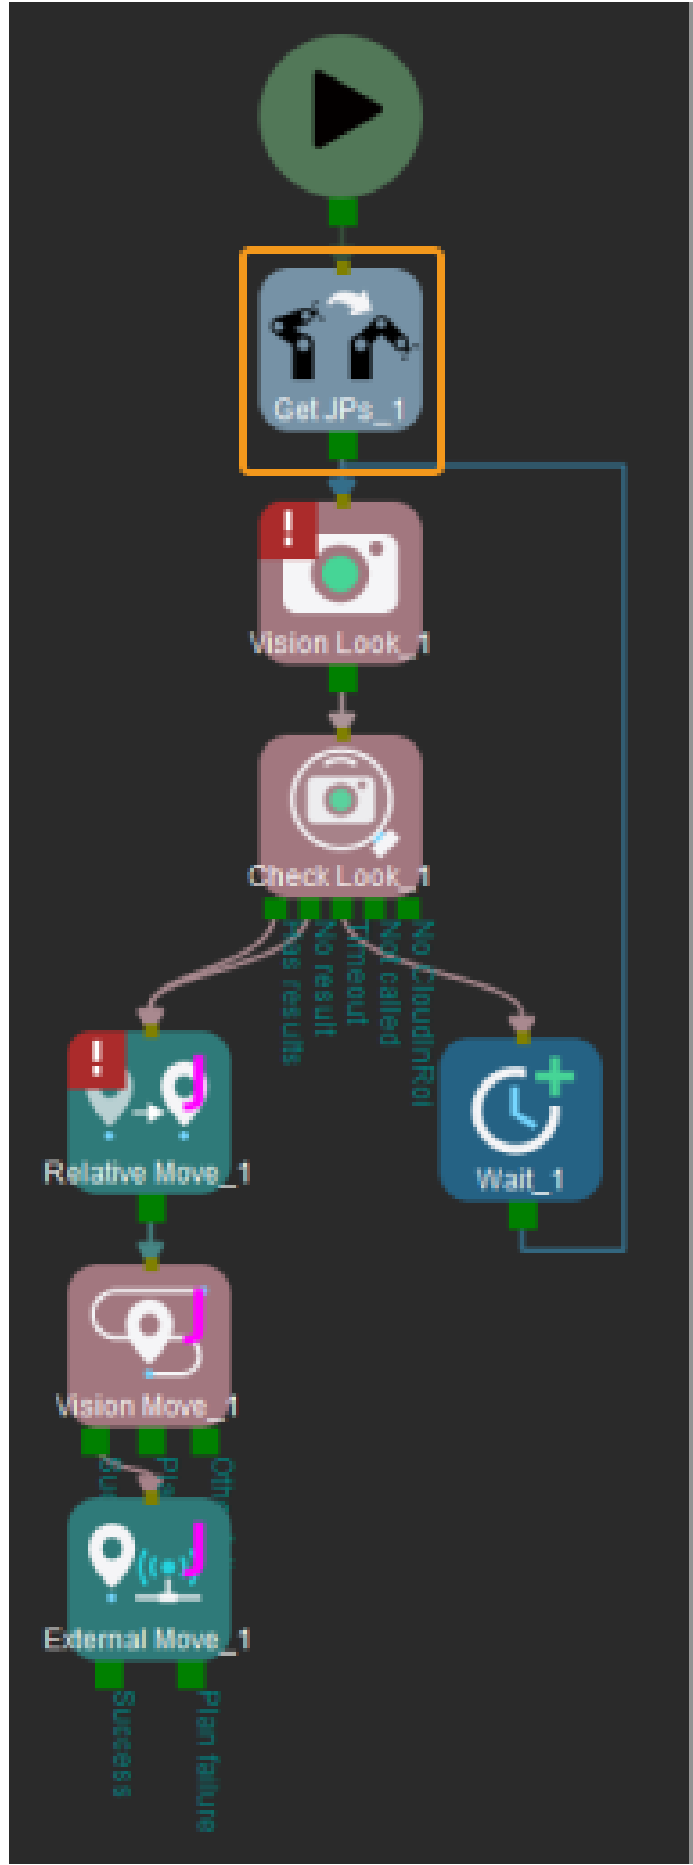 Get JPs_1
!
Vision Look_1
Check Look_1
Has results
No result
Timeout
Not called
No CloudInRoI
!
J
Relative Move_1
Wait_1
J
Vision Move_1
J
External Move_1
Success
Plan failure